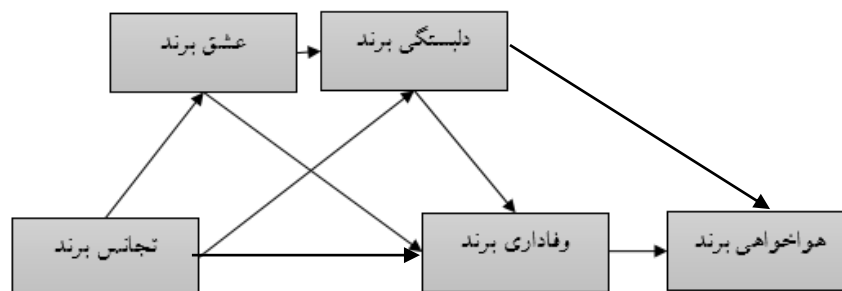 عشق برند
دلبستگی برند
تجانس برند
وفاداری برند
هواخواهی برند